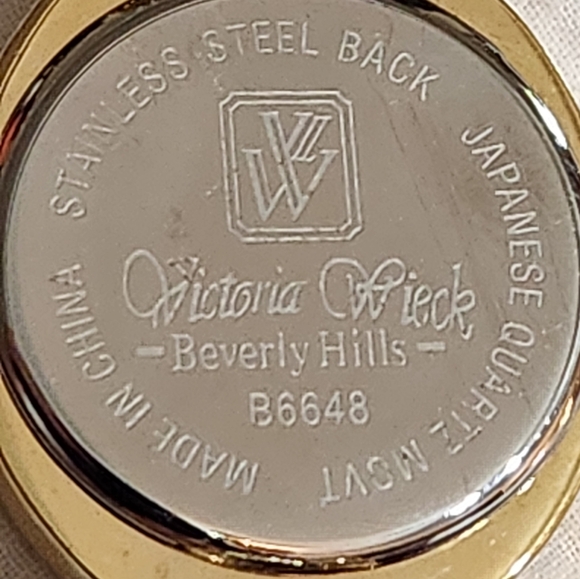 STAINLESS STEEL BACK
JAPANESE QUARTZ MOVT
MADE IN CHINA
VW
Victoria Wieck
-Beverly Hills-
B6648